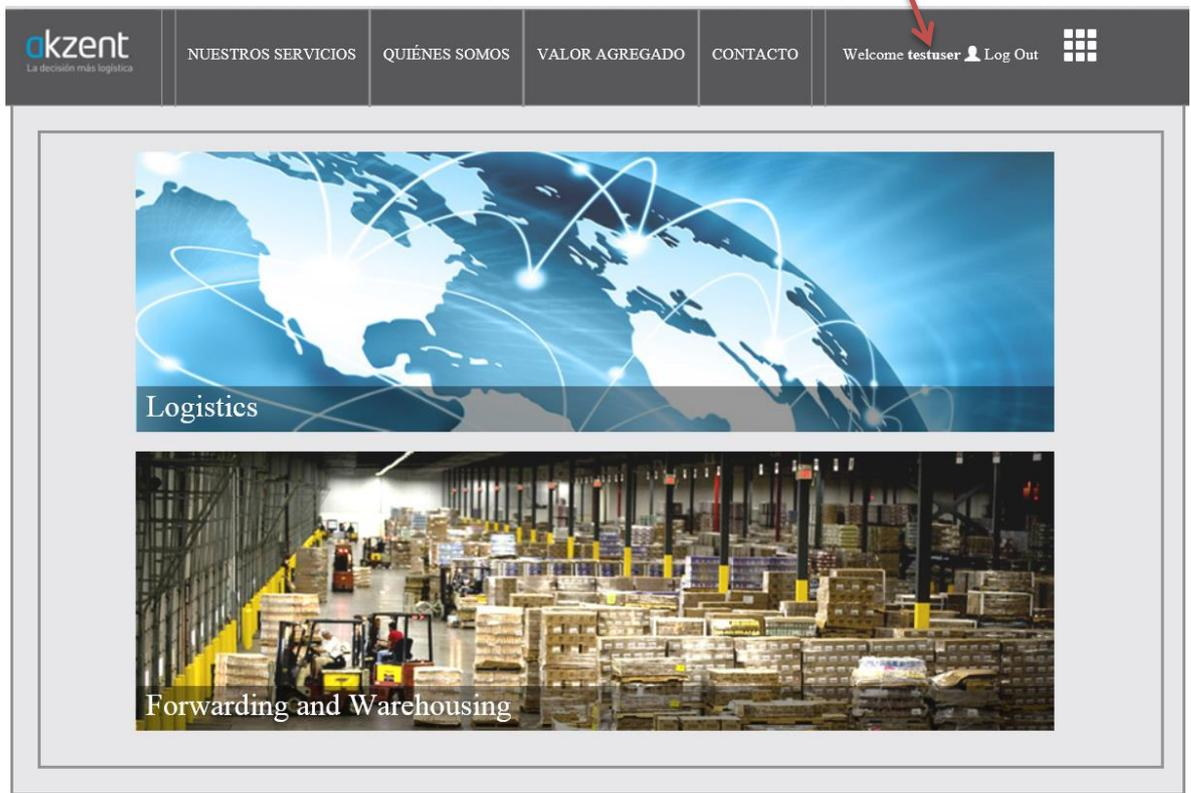 akzent
La decisión más logística
NUESTROS SERVICIOS
QUIÉNES SOMOS
VALOR AGREGADO
CONTACTO
Welcome testuser Log Out
Logistics
Forwarding and Warehousing